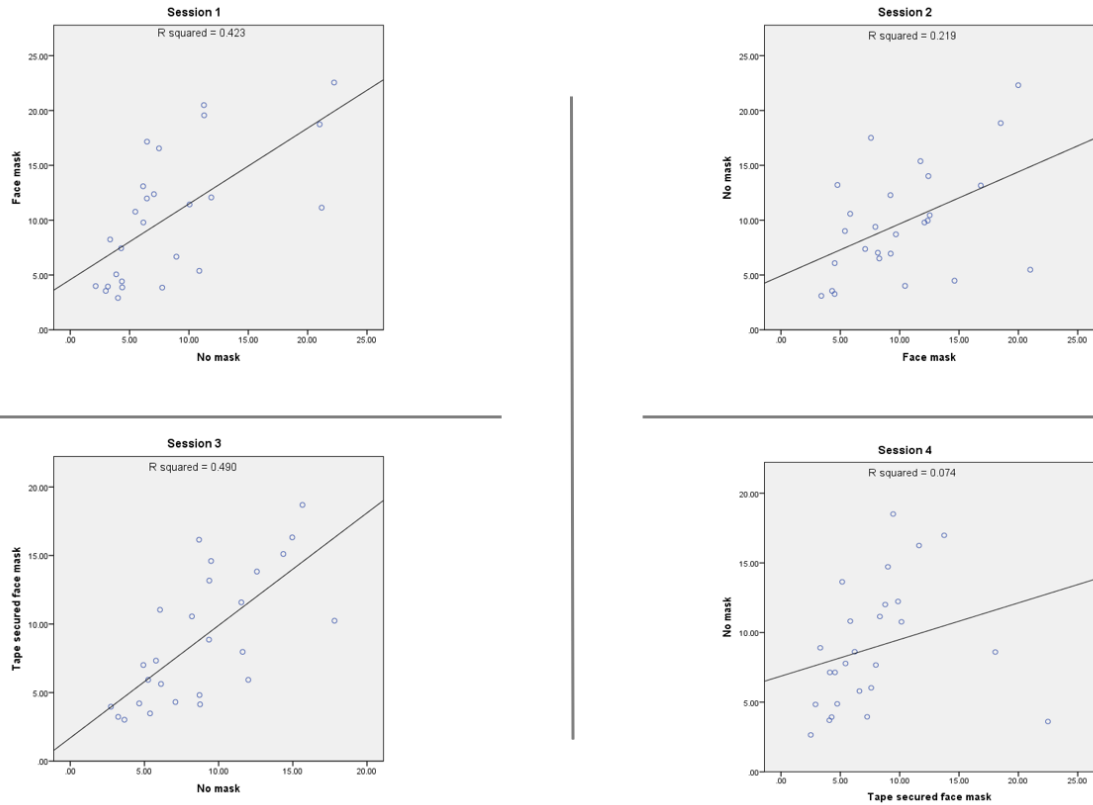 Session 1
R squared = 0.423
25.00
20.00
15.00
10.00
5.00
.00
Face mask
.00 5.00 10.00 15.00 20.00 25.00
No mask
Session 2
R squared = 0.219
25.00
20.00
15.00
10.00
5.00
.00
No mask
.00 5.00 10.00 15.00 20.00 25.00
Face mask
Session 3
R squared = 0.490
20.00
15.00
10.00
5.00
.00
Tape secured face mask
.00 5.00 10.00 15.00 20.00
No mask
Session 4
R squared = 0.074
20.00
15.00
10.00
5.00
.00
No mask
.00 5.00 10.00 15.00 20.00 25.00
Tape secured face mask